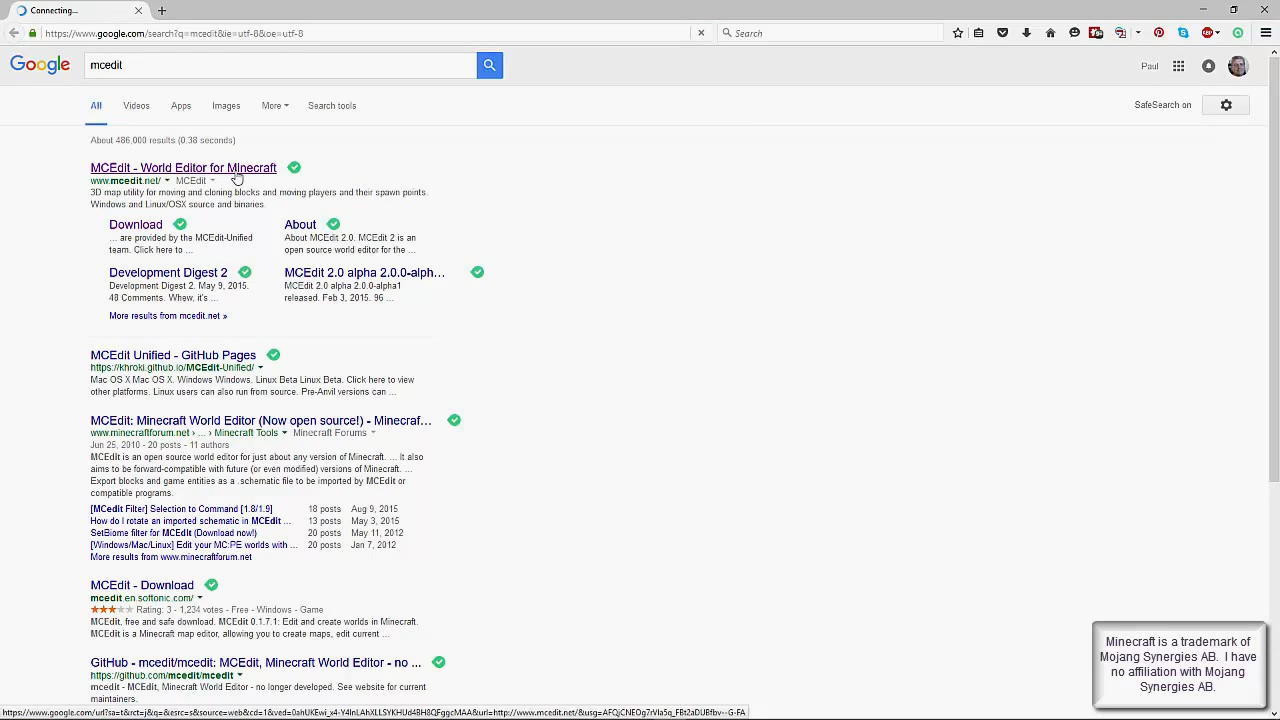 Connecting...
https://www.google.com/search?q=mcedit&ie=utf-8&oe=utf-8
Search
Google
mcedit
Paul
All
Videos
Apps
Images
More
Search tools
SafeSearch on
About 486,000 results (0.38 seconds)
MCEdit - World Editor for Minecraft
www.mcedit.net/
MCEdit
3D map utility for moving and cloning blocks and moving players and their spawn points.
Windows and Linux/OSX source and binaries.
Download
... are provided by the MCEdit-Unified
team. Click here to ...
About
About MCEdit 2.0. MCEdit 2 is an
open source world editor for the ...
Development Digest 2
Development Digest 2. May 9, 2015.
48 Comments. Whew, it's ...
MCEdit 2.0 alpha 2.0.0-alph...
MCEdit 2.0 alpha 2.0.0-alpha1
released. Feb 3, 2015. 96 ...
More results from mcedit.net »
MCEdit Unified - GitHub Pages
https://khroki.github.io/MCEdit-Unified/
Mac OS X Mac OS X. Windows Windows. Linux Beta Linux Beta. Click here to view
other platforms. Linux users can also run from source. Pre-Anvil versions can ...
MCEdit: Minecraft World Editor (Now open source!) - Minecraf...
www.minecraftforum.net › ... › Minecraft Tools
Minecraft Forums
Jun 25, 2010 - 20 posts - 11 authors
MCEdit is an open source world editor for just about any version of Minecraft. ... It also
aims to be forward-compatible with future (or even modified) versions of Minecraft. ...
Export blocks and game entities as a .schematic file to be imported by MCEdit or
compatible programs.
[MCedit Filter] Selection to Command [1.8/1.9] 18 posts Aug 9, 2015
How do I rotate an imported schematic in MCEdit ... 13 posts May 3, 2015
SetBiome filter for MCEdit (Download now!) 20 posts May 11, 2012
[Windows/Mac/Linux] Edit your MC:PE worlds with ... 20 posts Jan 7, 2012
More results from www.minecraftforum.net
MCEdit - Download
mcedit.en.softonic.com/
Rating: 3 - 1,234 votes - Free - Windows - Game
MCEdit, free and safe download. MCEdit 0.1.7.1: Edit and create worlds in Minecraft.
MCEdit is a Minecraft map editor, allowing you to create maps, edit current ...
GitHub - mcedit/mcedit: MCEdit, Minecraft World Editor - no ...
https://github.com/mcedit/mcedit
mcedit - MCEdit, Minecraft World Editor - no longer developed. See website for current
maintainers.
Minecraft is a trademark of
Mojang Synergies AB. I have
no affiliation with Mojang
Synergies AB.